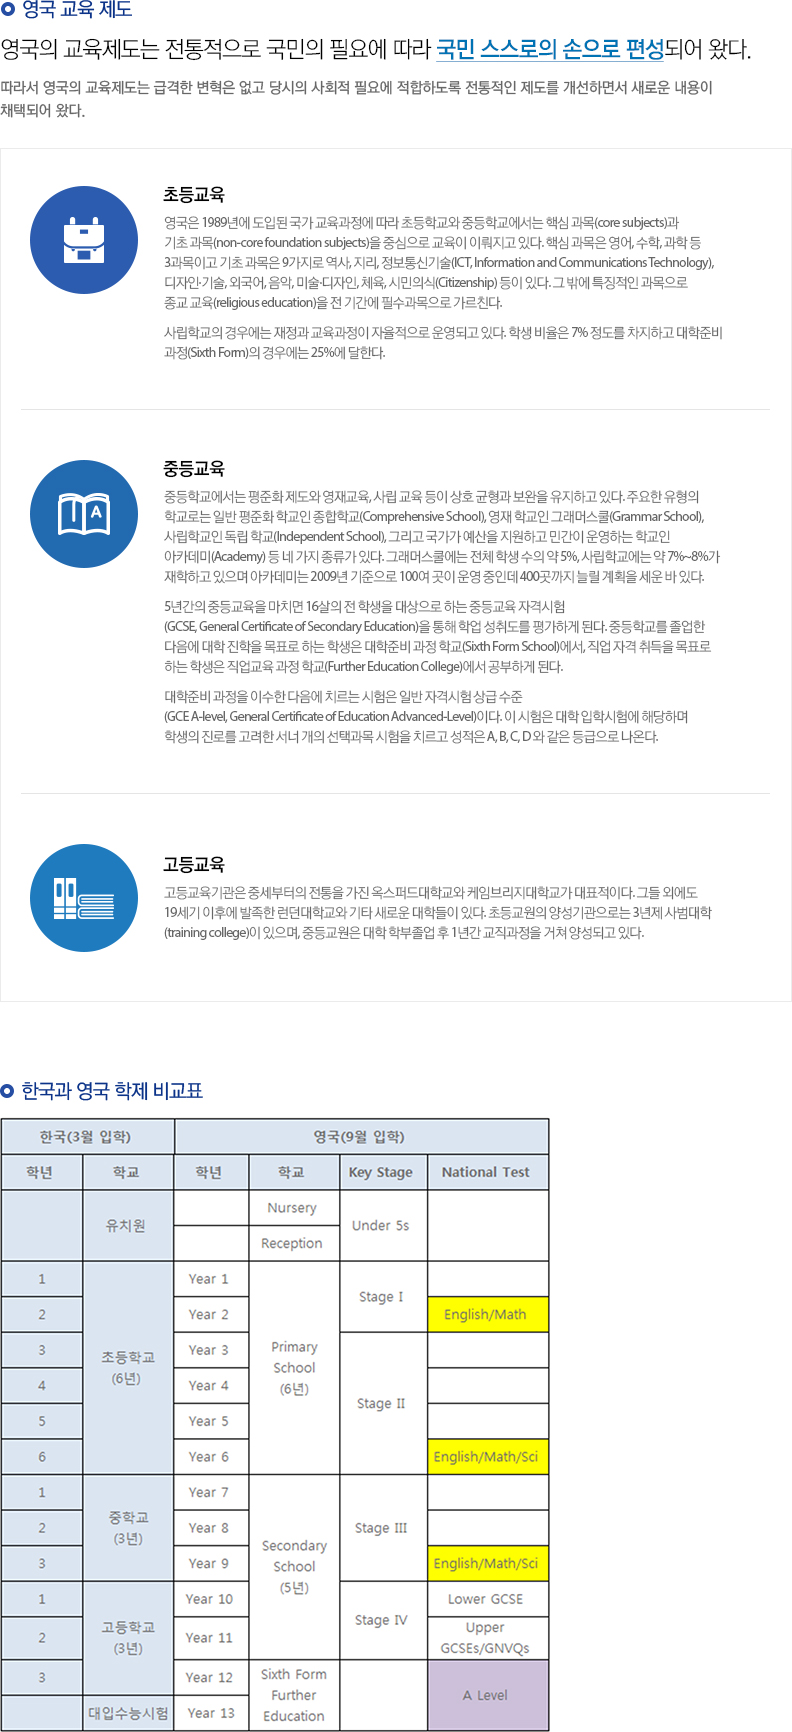 영국 교육 제도
영국의 교육제도는 전통적으로 국민의 필요에 따라 국민 스스로의 손으로 편성되어 왔다.
따라서 영국의 교육제도는 급격한 변혁은 없고 당시의 사회적 필요에 적합하도록 전통적인 제도를 개선하면서 새로운 내용이
채택되어 왔다.
초등교육
영국은 1989년에 도입된 국가 교육과정에 따라 초등학교와 중등학교에서는 핵심 과목(core subjects)과
기초 과목(non-core foundation subjects)을 중심으로 교육이 이뤄지고 있다. 핵심 과목은 영어, 수학, 과학 등
3과목이고 기초 과목은 9가지로 역사, 지리, 정보통신기술(ICT, Information and Communications Technology),
디자인·기술, 외국어, 음악, 미술·디자인, 체육, 시민의식(Citizenship) 등이 있다. 그 밖에 특징적인 과목으로
종교 교육(religious education)을 전 기간에 필수과목으로 가르친다.
사립학교의 경우에는 재정과 교육과정이 자율적으로 운영되고 있다. 학생 비율은 7% 정도를 차지하고 대학준비
과정(Sixth Form)의 경우에는 25%에 달한다.
중등교육
중등학교에서는 평준화 제도와 영재교육, 사립 교육 등이 상호 균형과 보완을 유지하고 있다. 주요한 유형의
학교로는 일반 평준화 학교인 종합학교(Comprehensive School), 영재 학교인 그래머스쿨(Grammar School),
사립학교인 독립 학교(Independent School), 그리고 국가가 예산을 지원하고 민간이 운영하는 학교인
아카데미(Academy) 등 네 가지 종류가 있다. 그래머스쿨에는 전체 학생 수의 약 5%, 사립학교에는 약 7%~8%가
재학하고 있으며 아카데미는 2009년 기준으로 100여 곳이 운영 중인데 400곳까지 늘릴 계획을 세운 바 있다.
5년간의 중등교육을 마치면 16살의 전 학생을 대상으로 하는 중등교육 자격시험
(GCSE, General Certificate of Secondary Education)을 통해 학업 성취도를 평가하게 된다. 중등학교를 졸업한
다음에 대학 진학을 목표로 하는 학생은 대학준비 과정 학교(Sixth Form School)에서, 직업 자격 취득을 목표로
하는 학생은 직업교육 과정 학교(Further Education College)에서 공부하게 된다.
대학준비 과정을 이수한 다음에 치르는 시험은 일반 자격시험 상급 수준
(GCE A-level, General Certificate of Education Advanced-Level)이다. 이 시험은 대학 입학시험에 해당하며
학생의 진로를 고려한 서너 개의 선택과목 시험을 치르고 성적은 A, B, C, D 와 같은 등급으로 나온다.
A
고등교육
고등교육기관은 중세부터의 전통을 가진 옥스퍼드대학교와 케임브리지대학교가 대표적이다. 그들 외에도
19세기 이후에 발족한 런던대학교와 기타 새로운 대학들이 있다. 초등교원의 양성기관으로는 3년제 사범대학
(training college)이 있으며, 중등교원은 대학 학부졸업 후 1년간 교직과정을 거쳐 양성되고 있다.
한국과 영국 학제 비교표
한국(3월 입학) 영국(9월 입학)
학년 학교 학년 학교 Key Stage National Test
유치원 Nursery Under 5s
Reception
1 초등학교 (6년) Year 1 Primary School (6년) Stage I
2 Year 2 English/Math
3 Year 3 Stage II
4 Year 4
5 Year 5
6 Year 6 English/Math/Sci
1 중학교 (3년) Year 7 Secondary School (5년) Stage III
2 Year 8
3 Year 9 English/Math/Sci
1 고등학교 (3년) Year 10 Stage IV Lower GCSE
2 Year 11 Upper GCSEs/GNVQs
3 Year 12 Sixth Form Further Education A Level
대입수능시험 Year 13